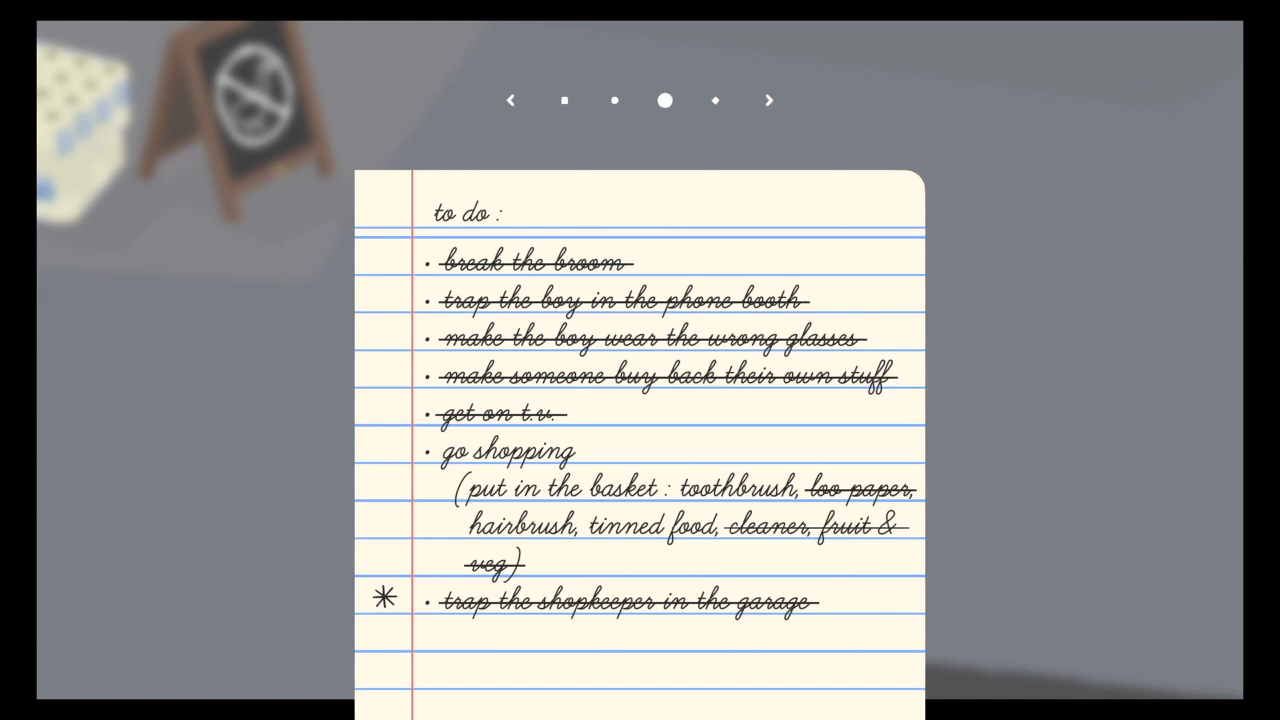 to do :
• break the broom
• trap the boy in the phone booth
• make the boy wear the wrong glasses
• make someone buy back their own stuff
• get on t.v.
• go shopping
(put in the basket : toothbrush, loo paper,
hairbrush, tinned food, cleaner, fruit &
veg)
• trap the shopkeeper in the garage